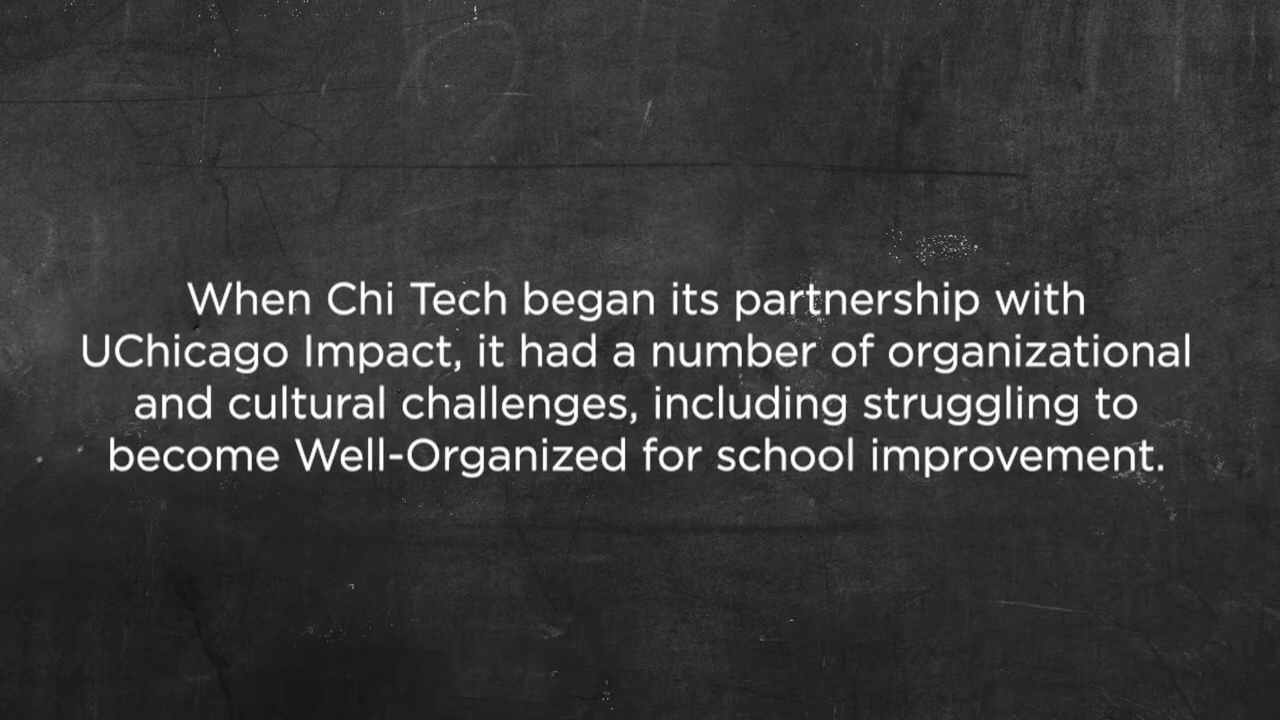 When Chi Tech began its partnership with
UChicago Impact, it had a number of organizational
and cultural challenges, including struggling to
become Well-Organized for school improvement.